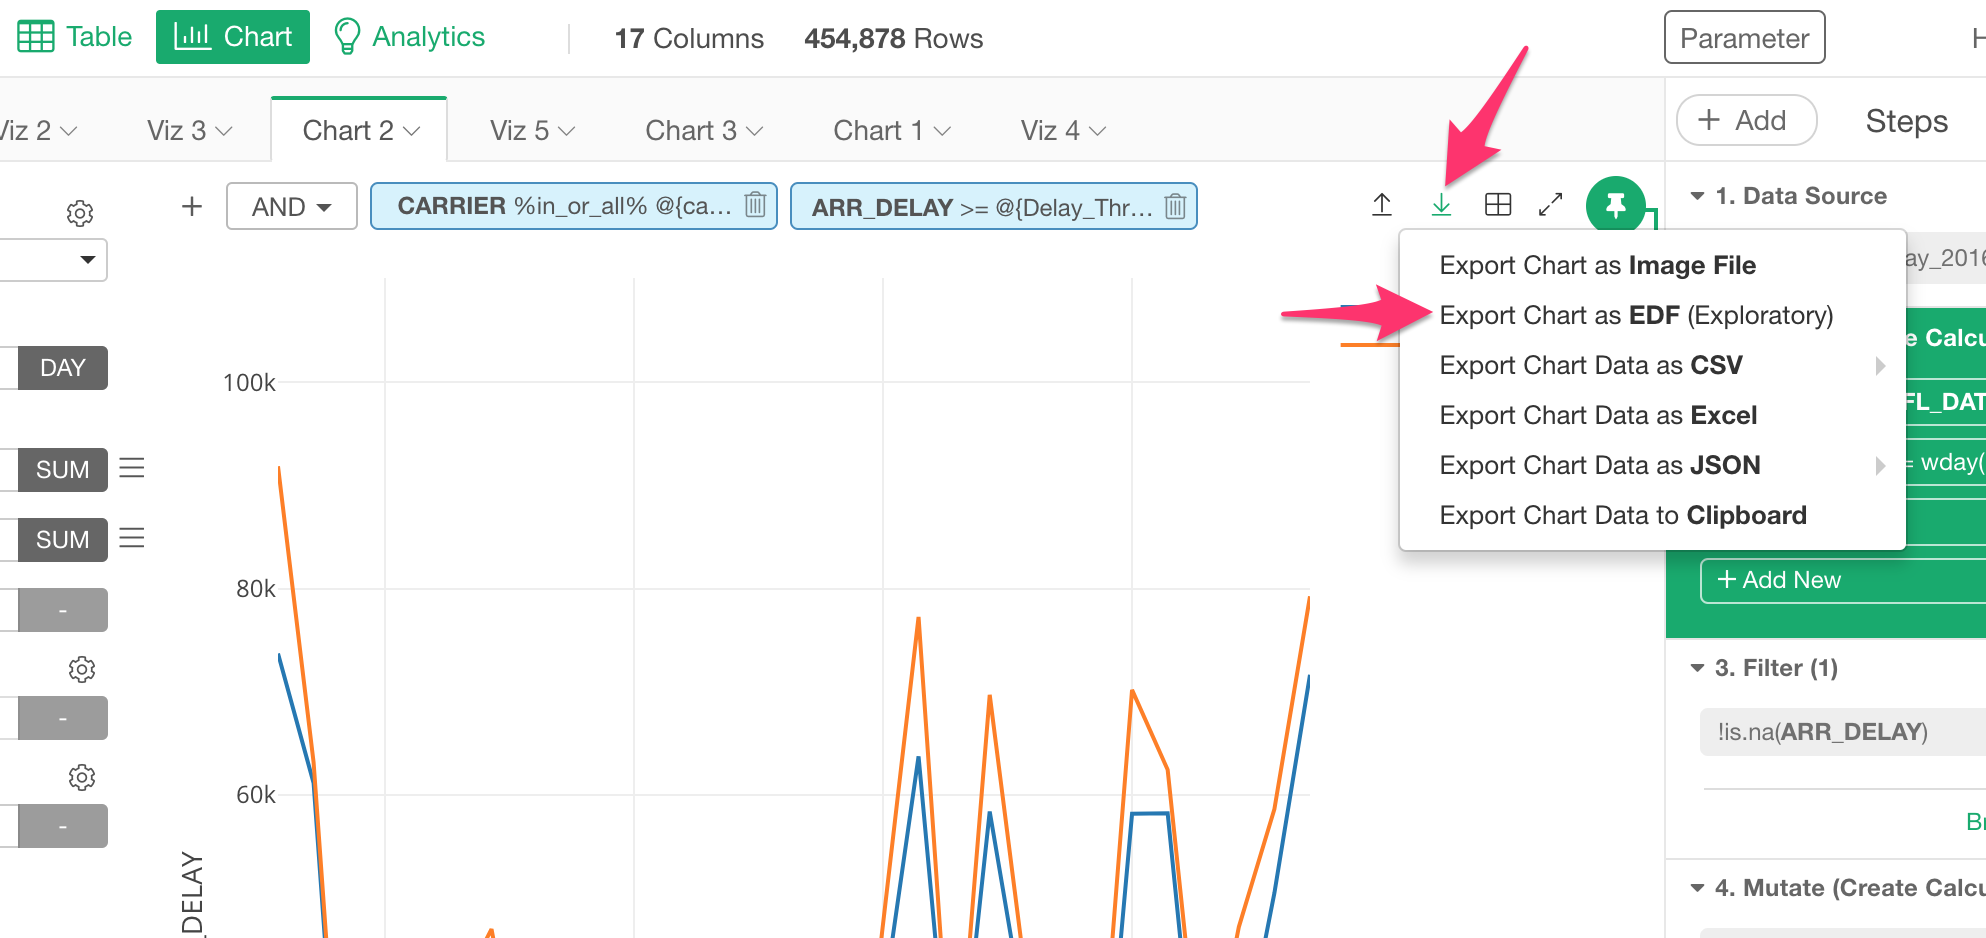 Table Chart Analytics 17 Columns 454,878 Rows Parameter H
Viz 2 Viz 3 Chart 2 Viz 5 Chart 3 Chart 1 Viz 4 + Add Steps
+ AND CARRIER %in_or_all% @{ca... ARR_DELAY >= @{Delay_Thr...
1. Data Source
ay_2016
Export Chart as Image File
Export Chart as EDF (Exploratory)
Export Chart Data as CSV
Export Chart Data as Excel
Export Chart Data as JSON
Export Chart Data to Clipboard
e Calcu
FL_DAT
= wday(
+ Add New
3. Filter (1)
!is.na(ARR_DELAY)
Br
4. Mutate (Create Calcu
DAY
SUM
SUM
-
-
-
100k
80k
60k
_DELAY